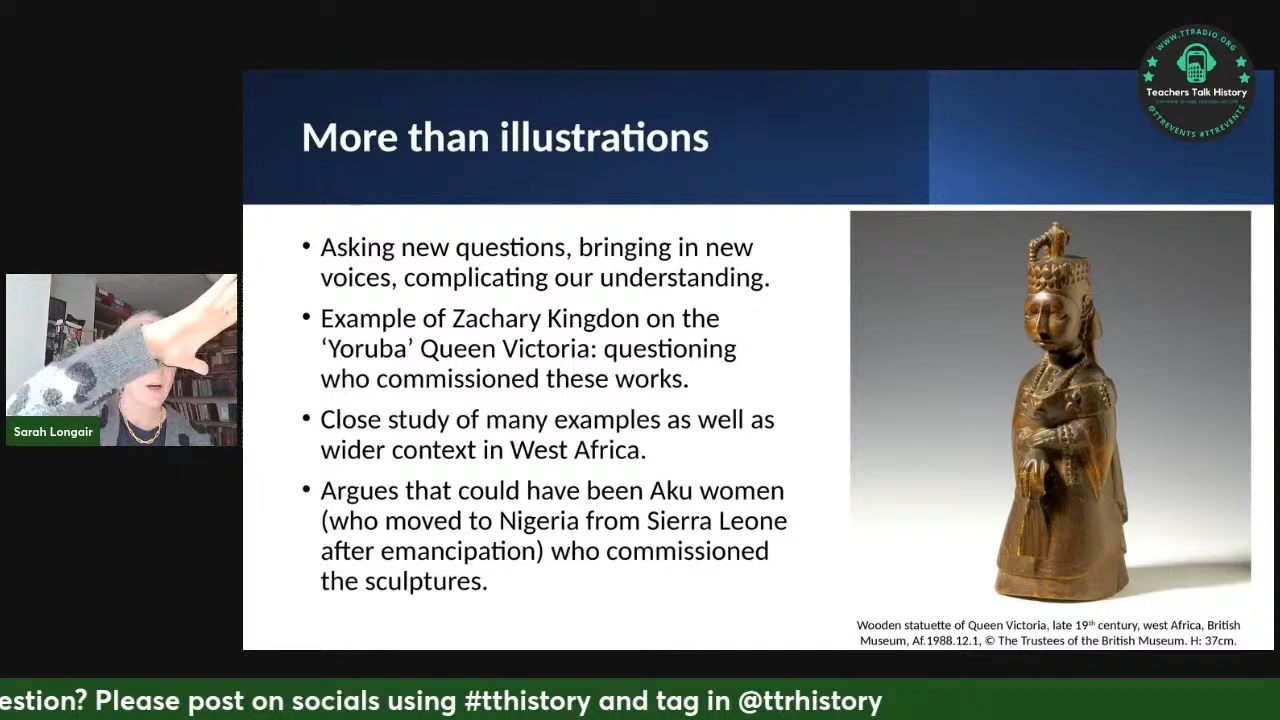 WWW.TTRADIO.ORG
Teachers Talk History
@TTREVENTS #TTREVENTS
More than illustrations
• Asking new questions, bringing in new
voices, complicating our understanding.
• Example of Zachary Kingdon on the
‘Yoruba’ Queen Victoria: questioning
who commissioned these works.
• Close study of many examples as well as
wider context in West Africa.
• Argues that could have been Aku women
(who moved to Nigeria from Sierra Leone
after emancipation) who commissioned
the sculptures.
Wooden statuette of Queen Victoria, late 19th century, west Africa, British
Museum, Af.1988.12.1, © The Trustees of the British Museum. H: 37cm.
Sarah Longair
estion? Please post on socials using #tthistory and tag in @ttrhistory